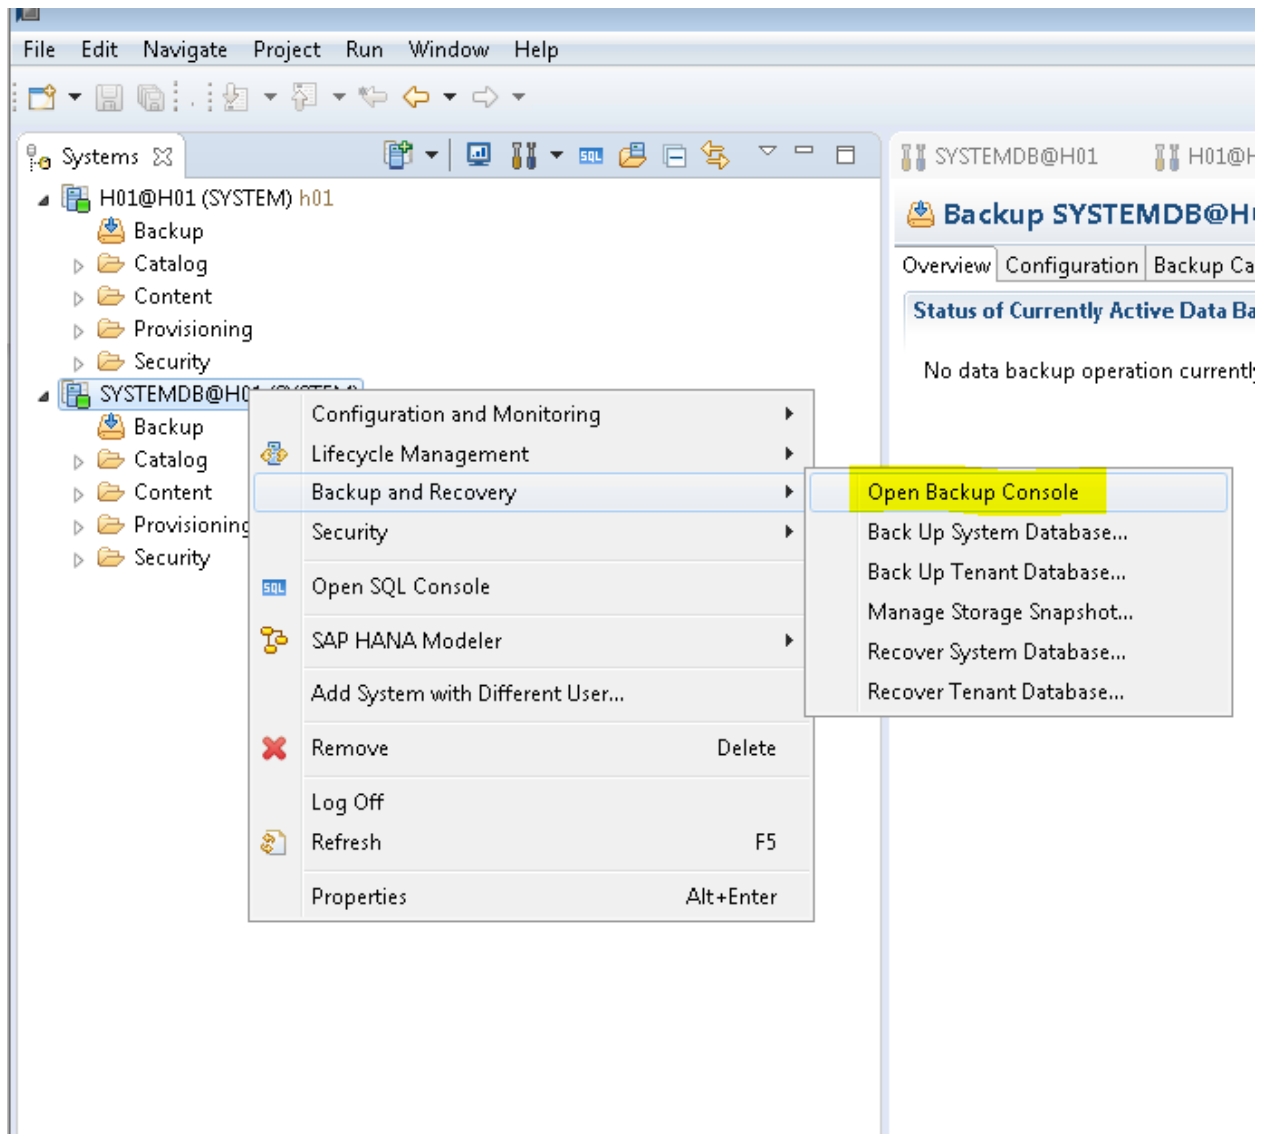 File Edit Navigate Project Run Window Help
Systems
SQL
H01@H01 (SYSTEM) h01
Backup
Catalog
Content
Provisioning
Security
SYSTEMDB@H01 (SYSTEM)
Backup
Catalog
Content
Provisioning
Security
Configuration and Monitoring
Lifecycle Management
Backup and Recovery
Security
SQL Open SQL Console
SAP HANA Modeler
Add System with Different User...
Remove Delete
Log Off
Refresh F5
Properties Alt+Enter
Open Backup Console
Back Up System Database...
Back Up Tenant Database...
Manage Storage Snapshot...
Recover System Database...
Recover Tenant Database...
SYSTEMDB@H01 H01@H
Backup SYSTEMDB@H
Overview Configuration Backup Ca
Status of Currently Active Data Ba
No data backup operation currently